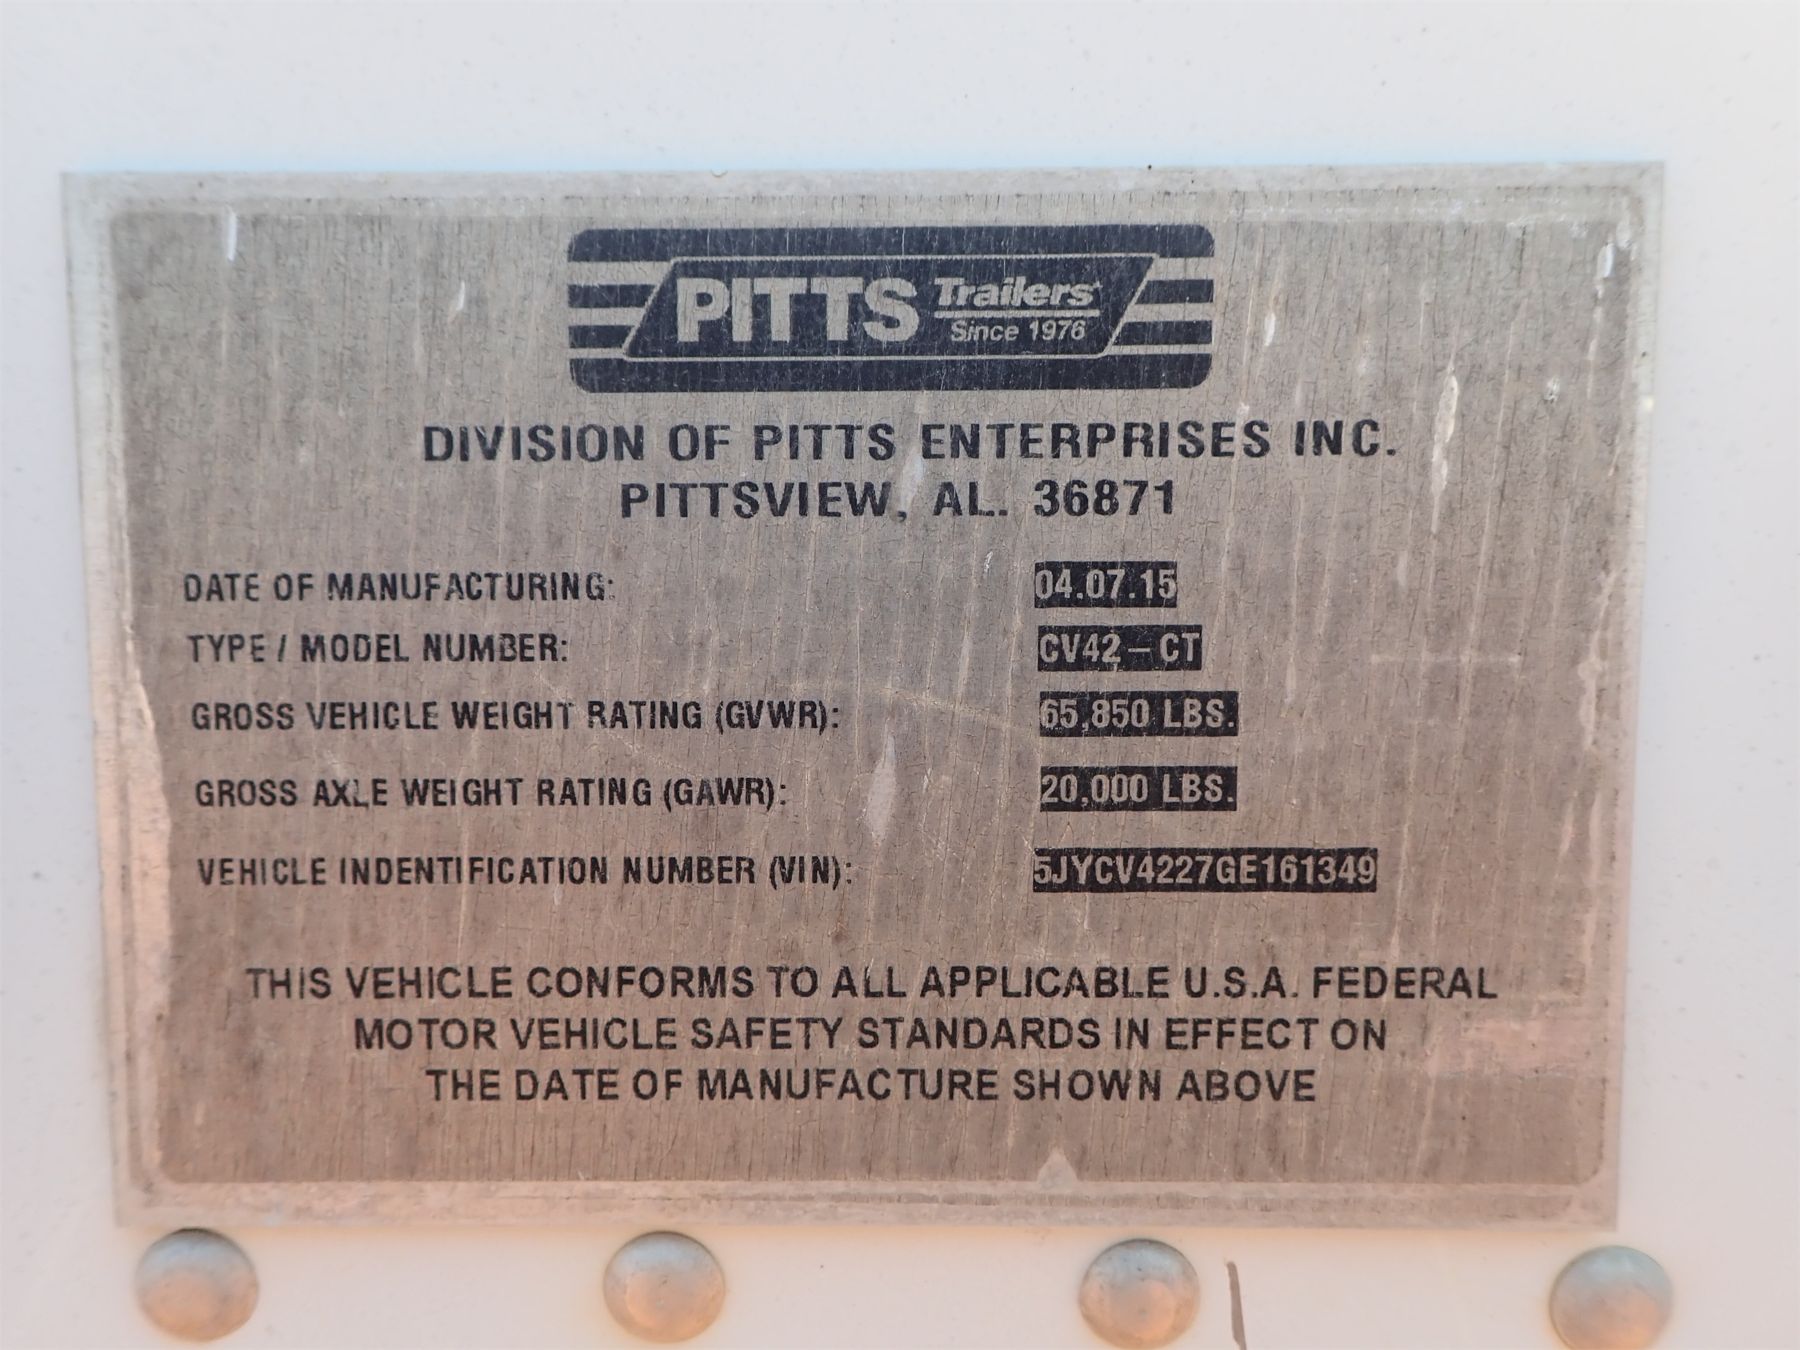 PITTS Trailers
Since 1976
DIVISION OF PITTS ENTERPRISES INC.
PITTSVIEW, AL. 36871
DATE OF MANUFACTURING: 04.07.15
TYPE / MODEL NUMBER: CV42-CT
GROSS VEHICLE WEIGHT RATING (GVWR): 65,850 LBS.
GROSS AXLE WEIGHT RATING (GAWR): 20,000 LBS.
VEHICLE INDENTIFICATION NUMBER (VIN): 5JYCV4227GE161349
THIS VEHICLE CONFORMS TO ALL APPLICABLE U.S.A. FEDERAL
MOTOR VEHICLE SAFETY STANDARDS IN EFFECT ON
THE DATE OF MANUFACTURE SHOWN ABOVE